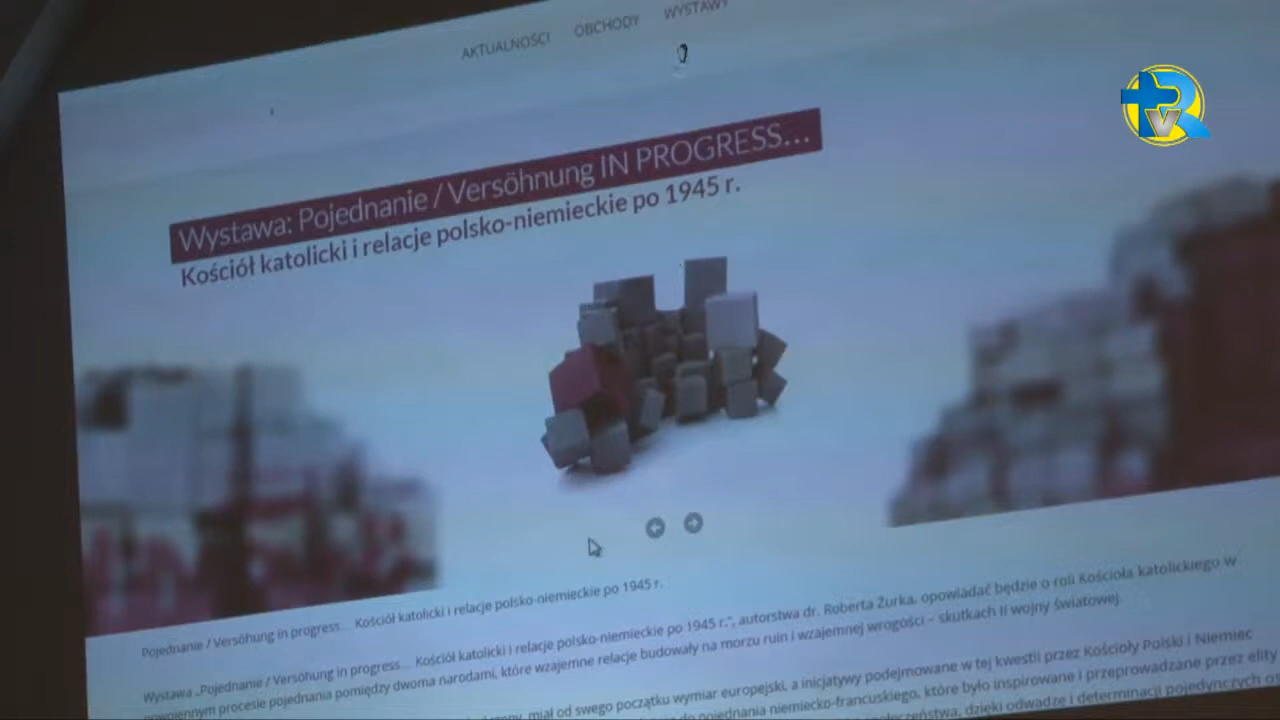 AKTUALNOŚCI OBCHODY WYSTAWY
Wystawa: Pojednanie / Versöhnung IN PROGRESS...
Kościół katolicki i relacje polsko-niemieckie po 1945 r.
Pojednanie / Versöhung in progress... Kościół katolicki i relacje polsko-niemieckie po 1945 r.
Wystawa „Pojednanie / Versöhung in progress... Kościół katolicki i relacje polsko-niemieckie po 1945 r.”, autorstwa dr. Roberta Żurka, opowiadać będzie o roli Kościoła katolickiego w
powojennym procesie pojednania pomiędzy dwoma narodami, które wzajemne relacje budowały na morzu ruin i wzajemnej wrogości – skutkach II wojny światowej.
miał od swego początku wymiar europejski, a inicjatywy podejmowane w tej kwestii przez Kościoły Polski i Niemiec
do pojednania niemiecko-francuskiego, które było inspirowane i przeprowadzane przez elity
dzięki odwadze i determinacji pojedynczych